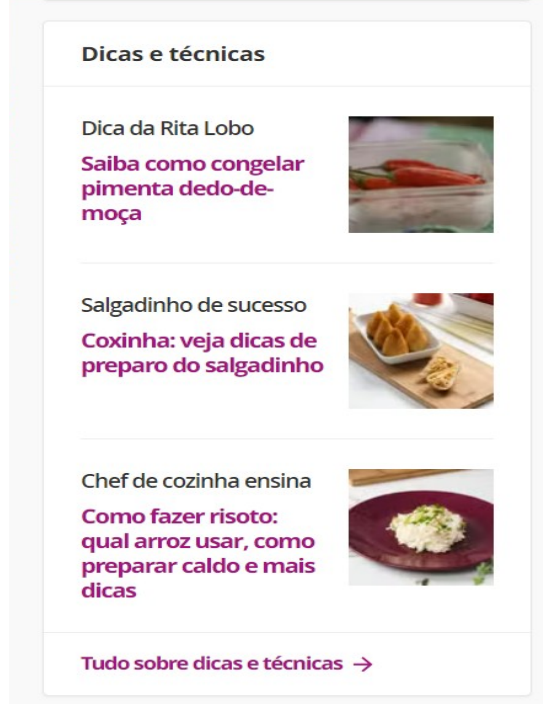 Dicas e técnicas
Dica da Rita Lobo
Saiba como congelar
pimenta dedo-de-
moça
Salgadinho de sucesso
Coxinha: veja dicas de
preparo do salgadinho
Chef de cozinha ensina
Como fazer risoto:
qual arroz usar, como
preparar caldo e mais
dicas
Tudo sobre dicas e técnicas →